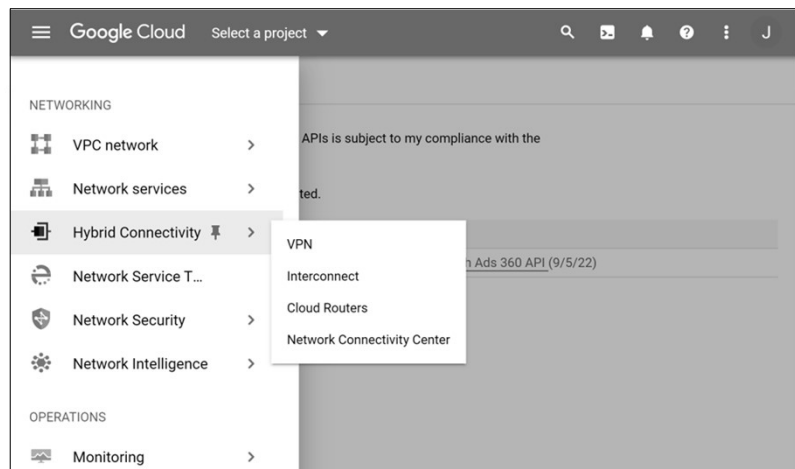 Google Cloud Select a project
J
NETWORKING
VPC network
Network services
Hybrid Connectivity
Network Service T...
Network Security
Network Intelligence
OPERATIONS
Monitoring
VPN
Interconnect
Cloud Routers
Network Connectivity Center
APIs is subject to my compliance with the
ted.
h Ads 360 API (9/5/22)